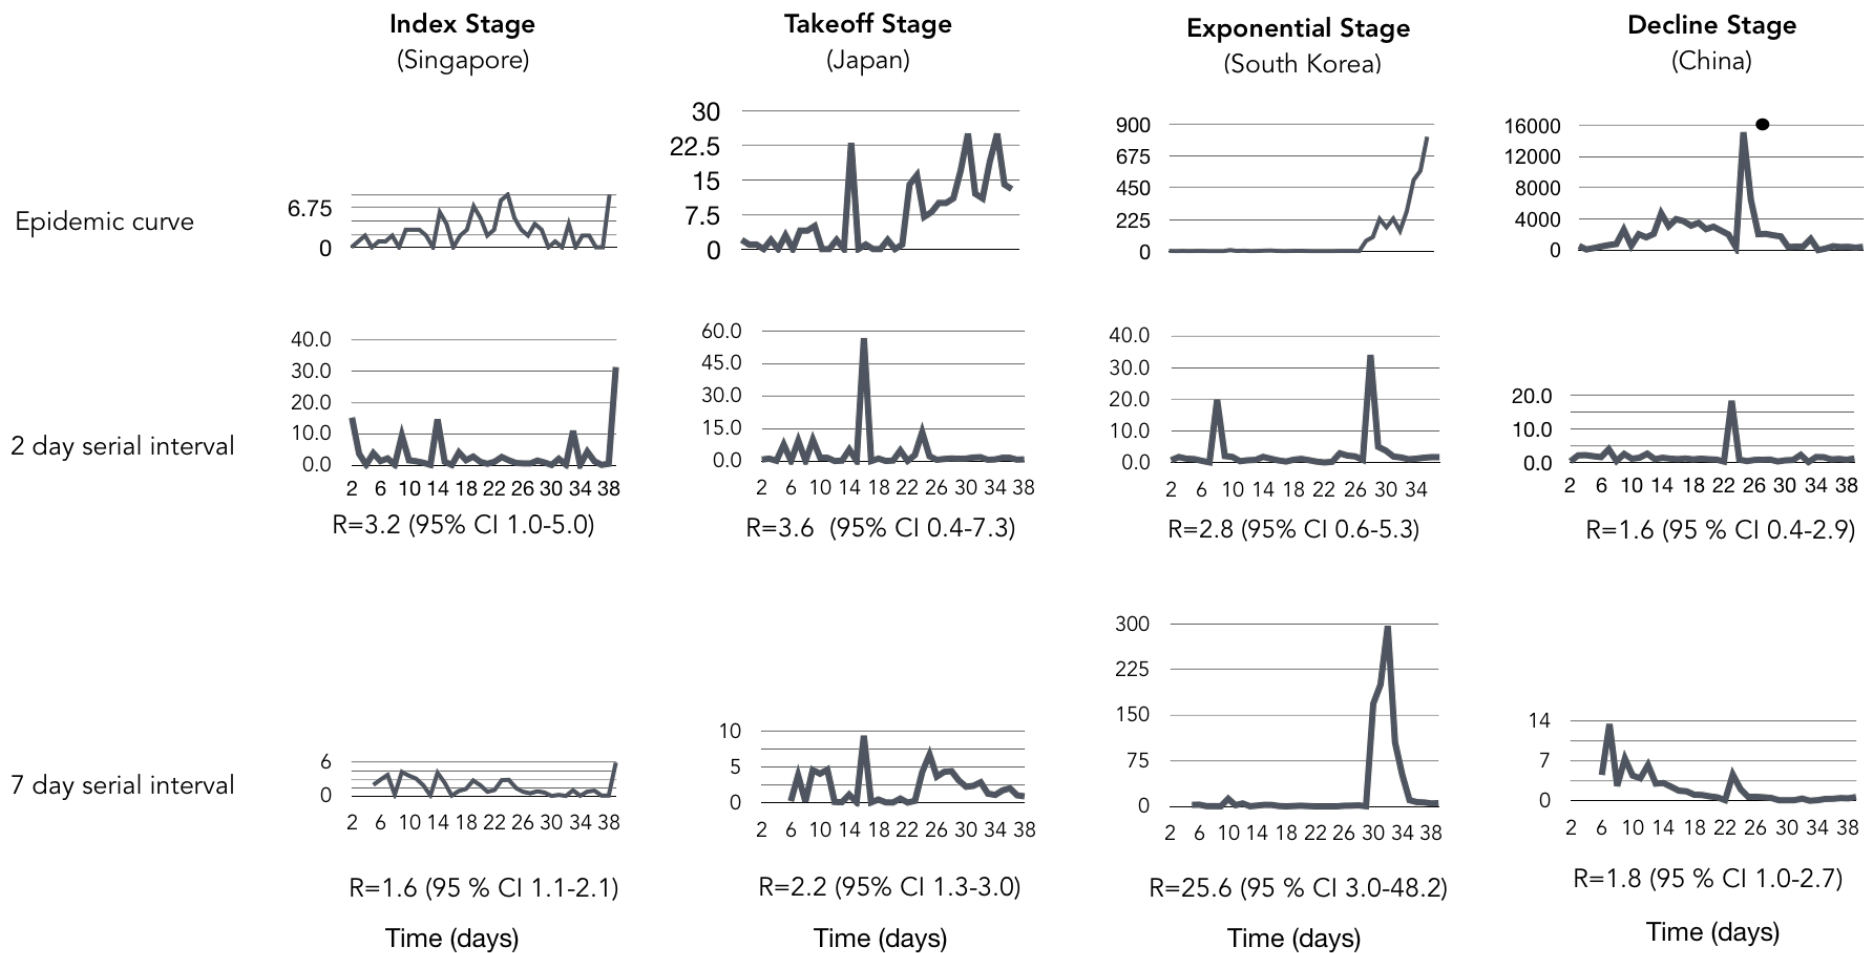 Index Stage
(Singapore)
Takeoff Stage
(Japan)
Exponential Stage
(South Korea)
Decline Stage
(China)
Epidemic curve
6.75
0
30
22.5
15
7.5
0
900
675
450
225
0
16000
12000
8000
4000
0
2 day serial interval
40.0
30.0
20.0
10.0
0.0
2 6 10 14 18 22 26 30 34 38
R=3.2 (95% CI 1.0-5.0)
60.0
45.0
30.0
15.0
0.0
2 6 10 14 18 22 26 30 34 38
R=3.6 (95% CI 0.4-7.3)
40.0
30.0
20.0
10.0
0.0
2 6 10 14 18 22 26 30 34
R=2.8 (95% CI 0.6-5.3)
20.0
10.0
0.0
2 6 10 14 18 22 26 30 34 38
R=1.6 (95 % CI 0.4-2.9)
7 day serial interval
6
0
2 6 10 14 18 22 26 30 34 38
R=1.6 (95 % CI 1.1-2.1)
Time (days)
10
5
0
2 6 10 14 18 22 26 30 34 38
R=2.2 (95% CI 1.3-3.0)
Time (days)
300
225
150
75
0
2 6 10 14 18 22 26 30 34 38
R=25.6 (95 % CI 3.0-48.2)
Time (days)
14
7
0
2 6 10 14 18 22 26 30 34 38
R=1.8 (95 % CI 1.0-2.7)
Time (days)